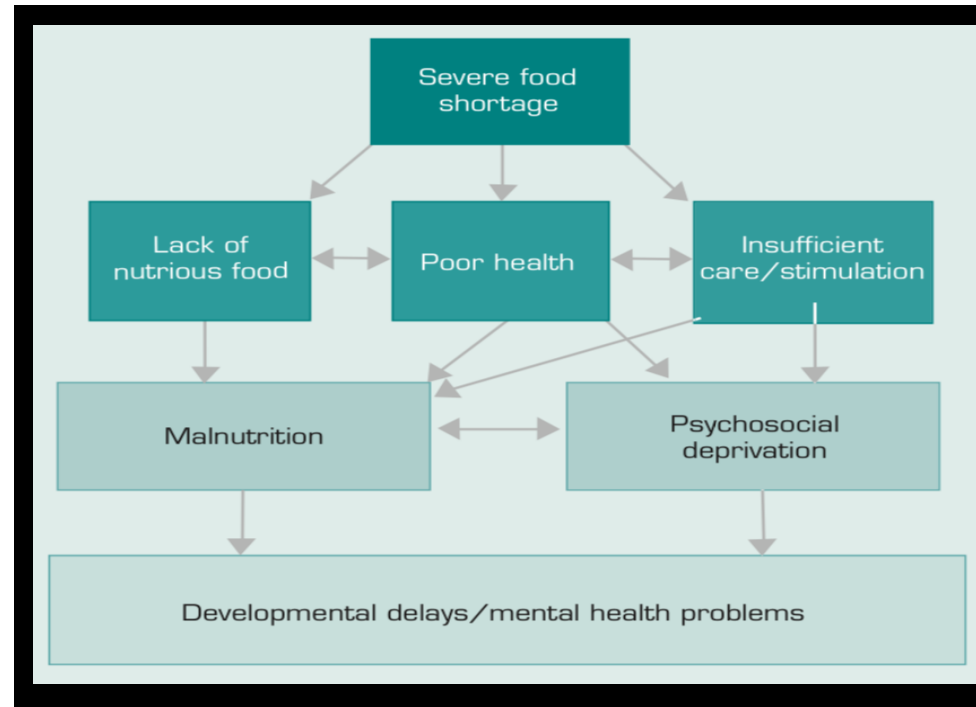 Severe food
shortage
Lack of
nutrious food
Poor health
Insufficient
care/stimulation
Malnutrition
Psychosocial
deprivation
Developmental delays/mental health problems